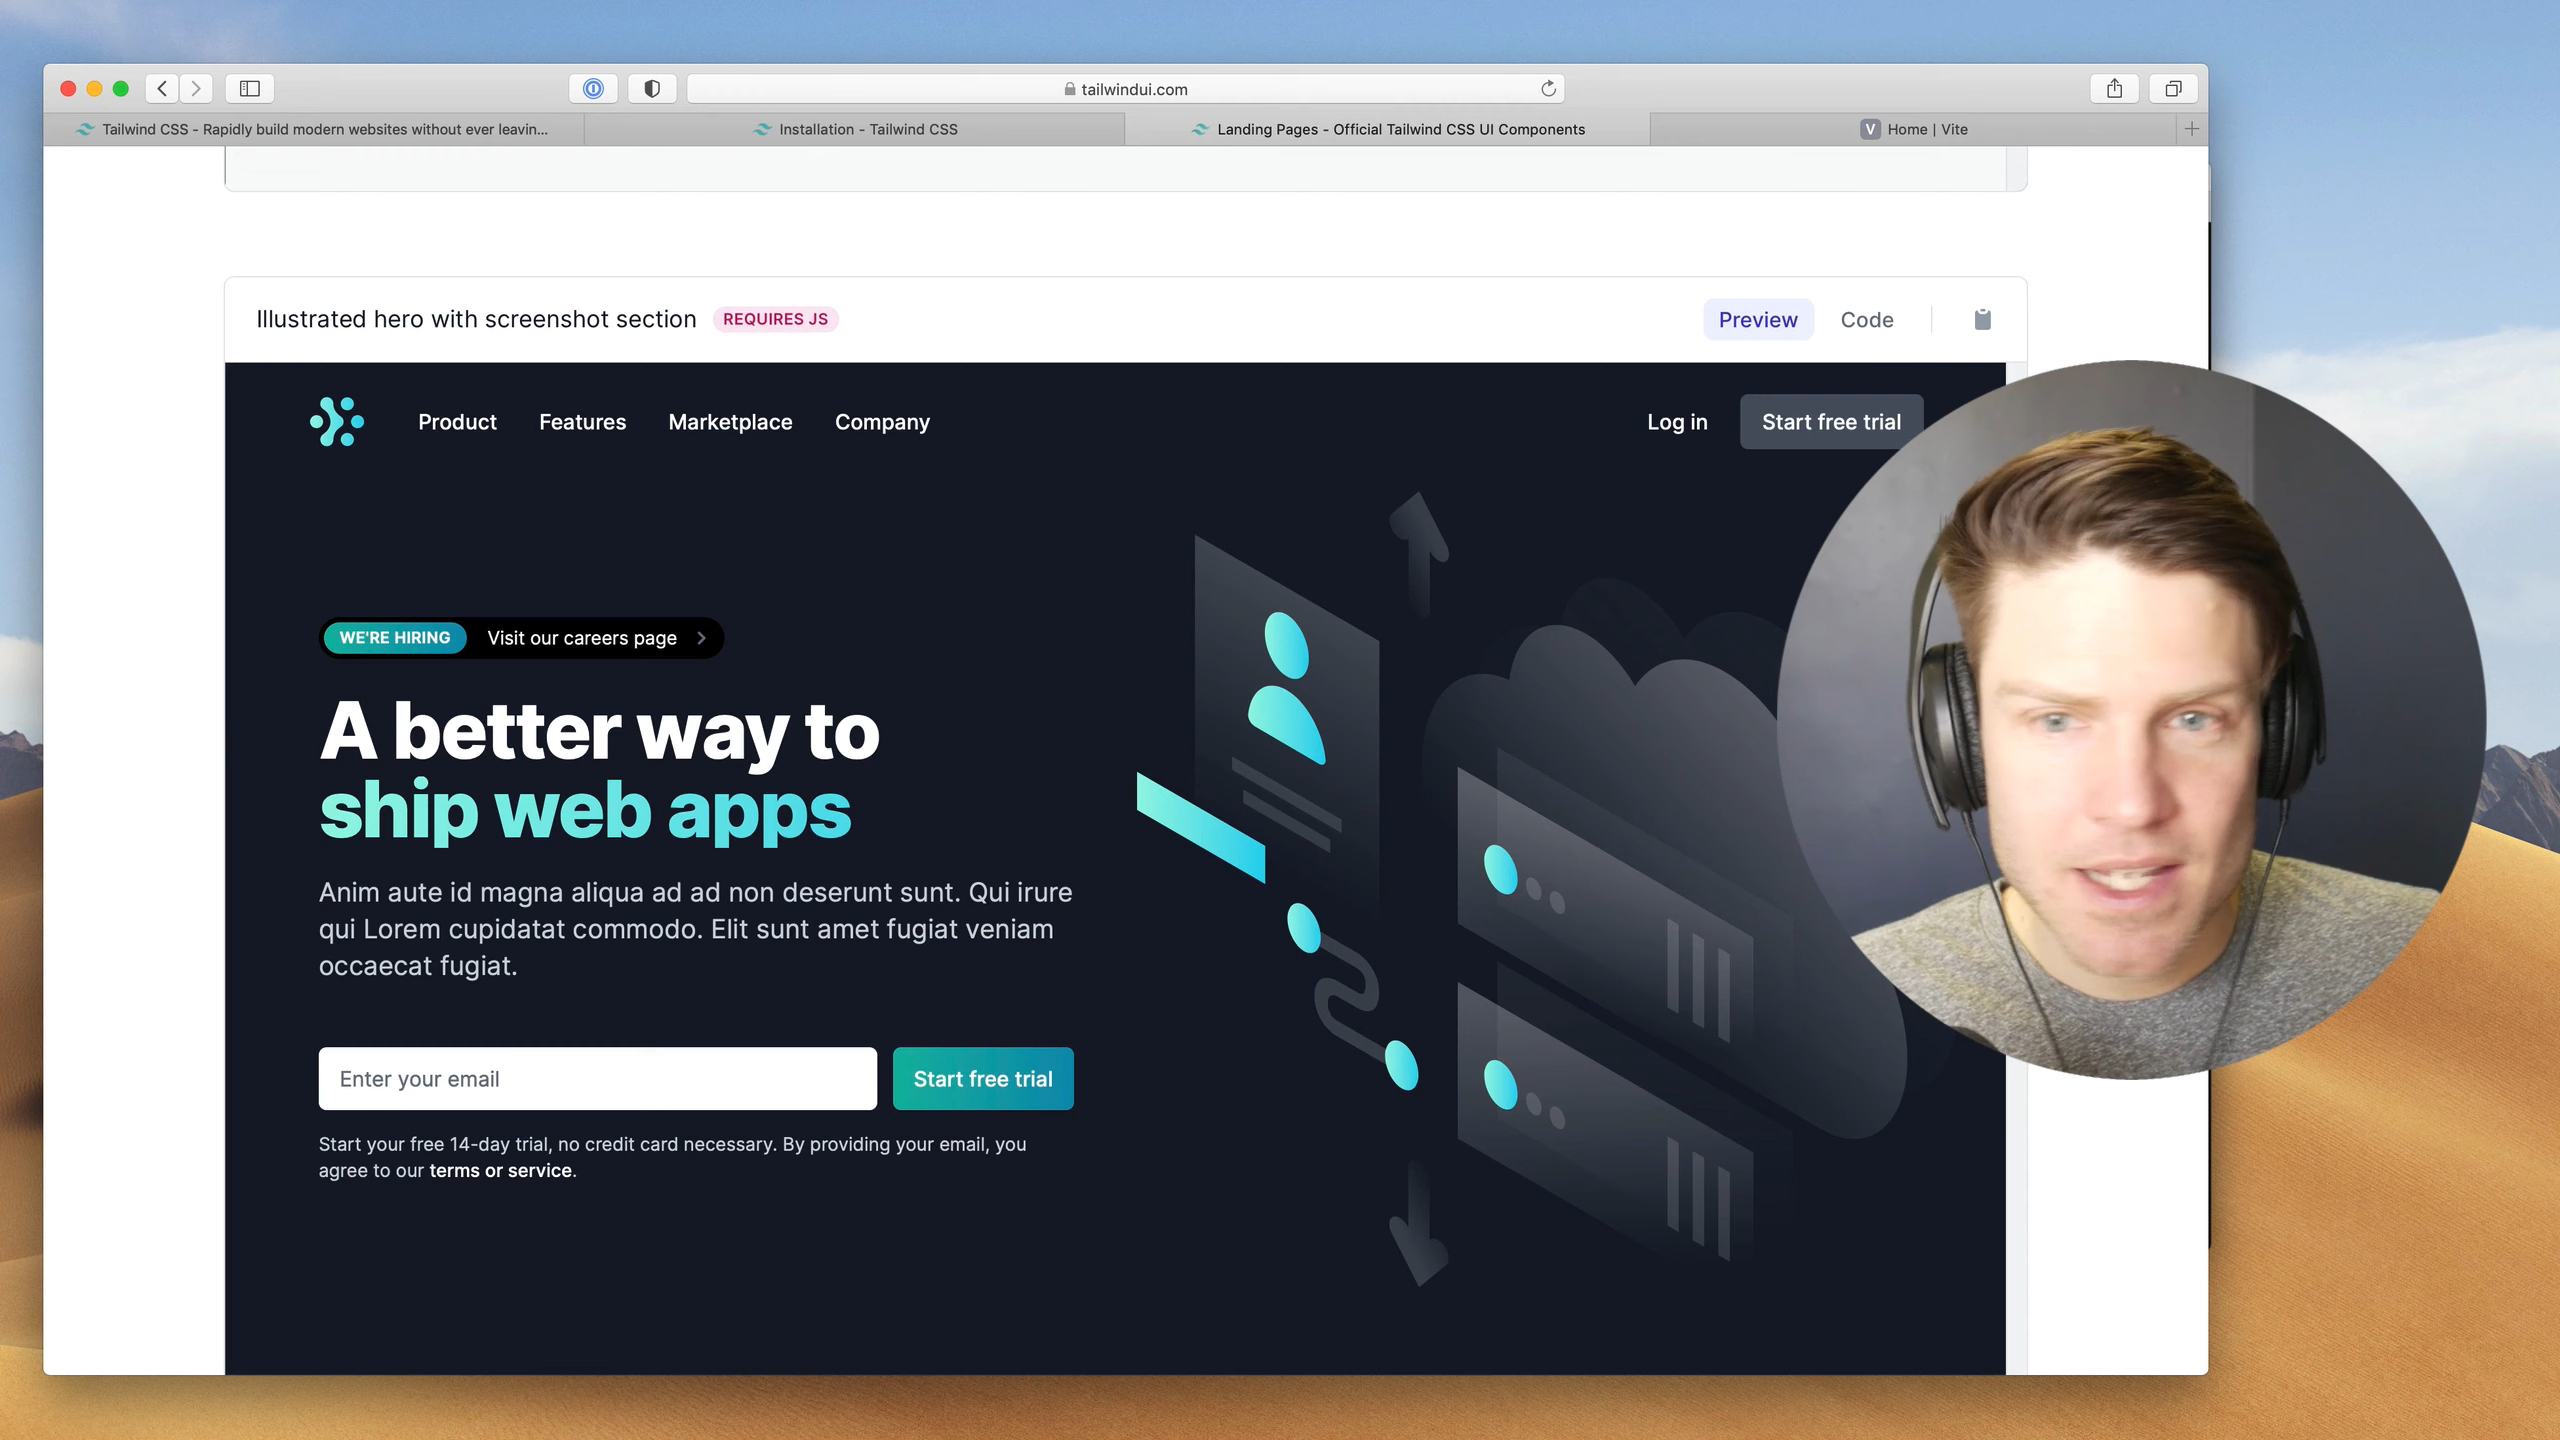 tailwindui.com
Tailwind CSS - Rapidly build modern websites without ever leavin...
Installation - Tailwind CSS
Landing Pages - Official Tailwind CSS UI Components
V Home | Vite
Illustrated hero with screenshot section
REQUIRES JS
Preview
Code
Product
Features
Marketplace
Company
Log in
Start free trial
WE'RE HIRING
Visit our careers page
A better way to
ship web apps
Anim aute id magna aliqua ad ad non deserunt sunt. Qui irure
qui Lorem cupidatat commodo. Elit sunt amet fugiat veniam
occaecat fugiat.
Enter your email
Start free trial
Start your free 14-day trial, no credit card necessary. By providing your email, you
agree to our terms or service.